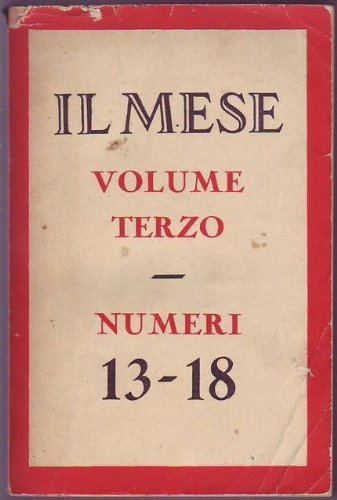 IL MESE
VOLUME
TERZO
—
NUMERI
13-18